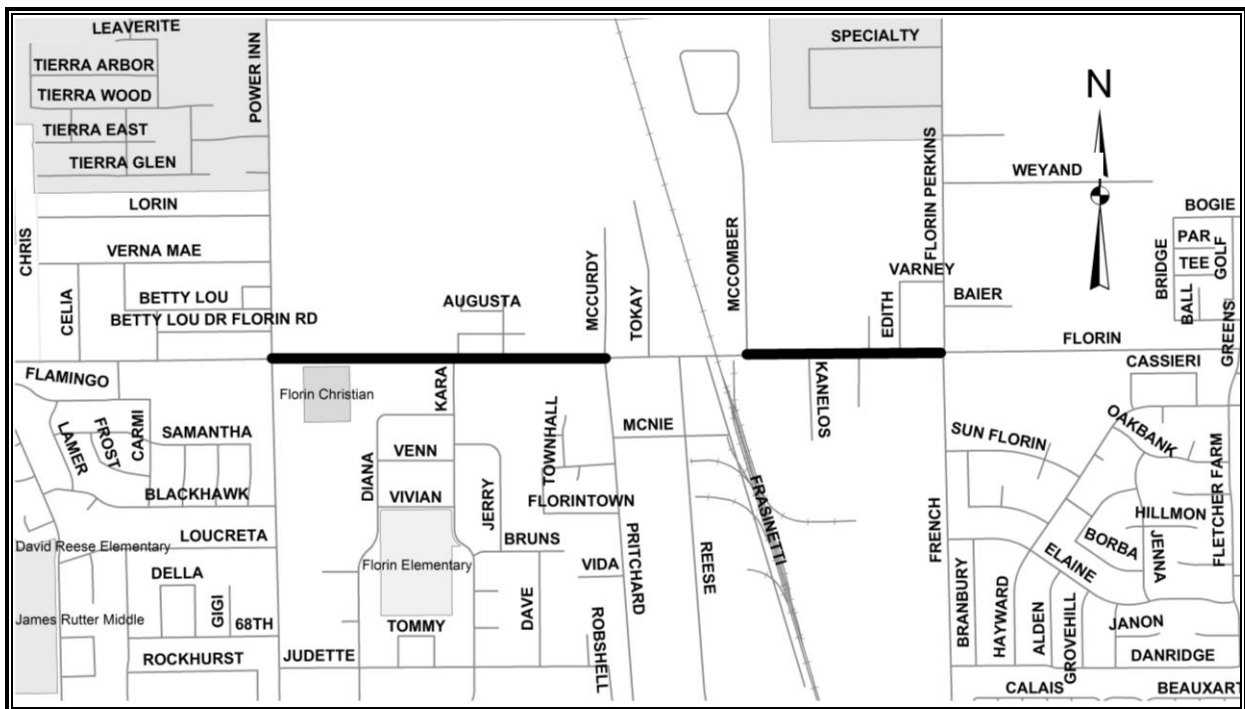 LEAVERITE
TIERRA ARBOR
TIERRA WOOD
TIERRA EAST
TIERRA GLEN
POWER INN
LORIN
VERNA MAE
CHRIS
CELIA
BETTY LOU
BETTY LOU DR FLORIN RD
AUGUSTA
MCCURDY
TOKAY
MCCOMBER
SPECIALTY
FLORIN PERKINS
N
WEYAND
VARNEY
EDITH
BAIER
BOGIE
PAR
TEE
GOLF
BRIDGE
BALL
GREENS
FLORIN
CASSIERI
FLAMINGO
LAMER
FROST
CARMI
SAMANTHA
BLACKHAWK
LOUCRETA
David Reese Elementary
DELLA
GIGI
James Rutter Middle
68TH
ROCKHURST
Florin Christian
KARA
DIANA
VENN
VIVIAN
JERRY
Florin Elementary
TOMMY
JUDETTE
TOWNHALL
FLORINTOWN
BRUNS
DAVE
VIDA
ROBSHELL
MCNIE
PRITCHARD
REESE
FRASINETTI
KANELOS
FRENCH
SUN FLORIN
OAKBANK
FLETCHER FARM
HILLMON
BORBA
JENNA
ELAINE
BRANBURY
HAYWARD
ALDEN
GROVEHILL
JANON
DANRIDGE
CALAIS
BEAUXART